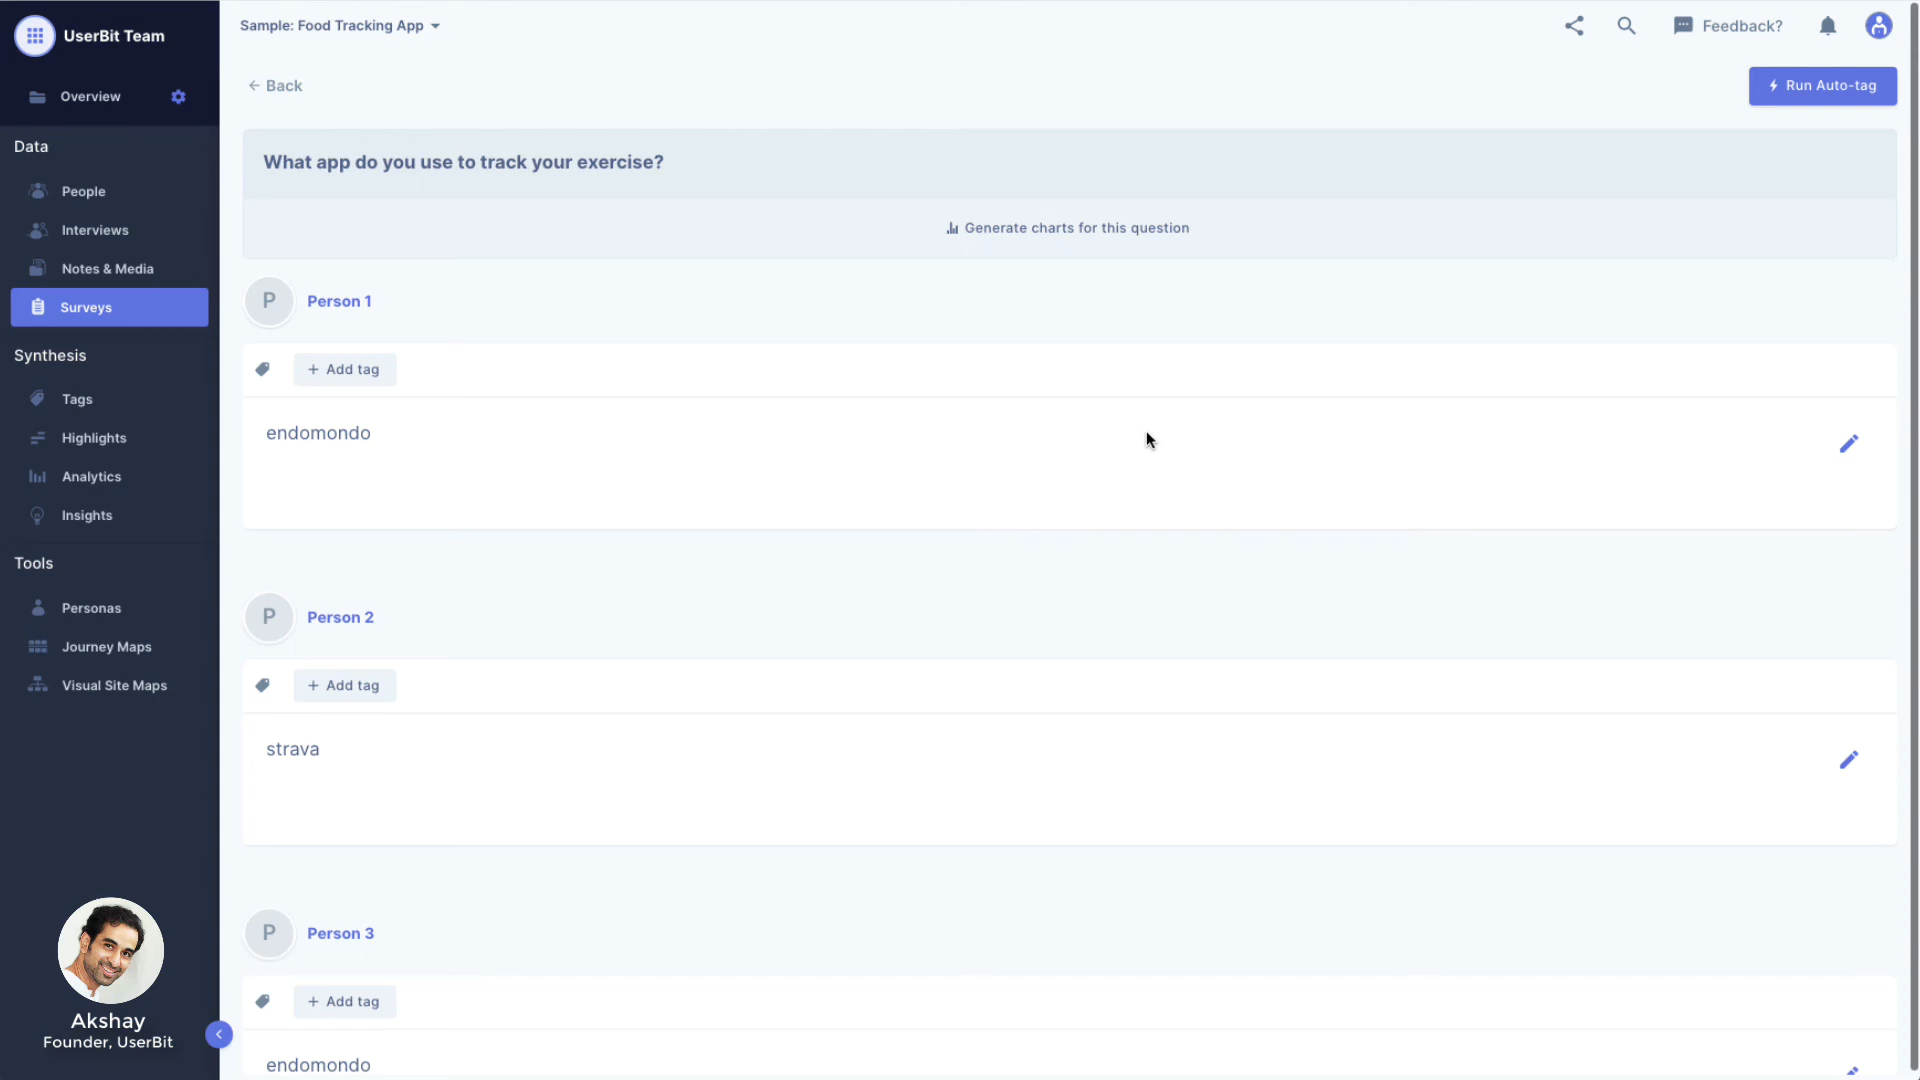 UserBit Team
Sample: Food Tracking App
Feedback?
Overview
← Back
Run Auto-tag
Data
People
Interviews
Notes & Media
Surveys
Synthesis
Tags
Highlights
Analytics
Insights
Tools
Personas
Journey Maps
Visual Site Maps
Akshay
Founder, UserBit
What app do you use to track your exercise?
Generate charts for this question
P
Person 1
+ Add tag
endomondo
P
Person 2
+ Add tag
strava
P
Person 3
+ Add tag
endomondo